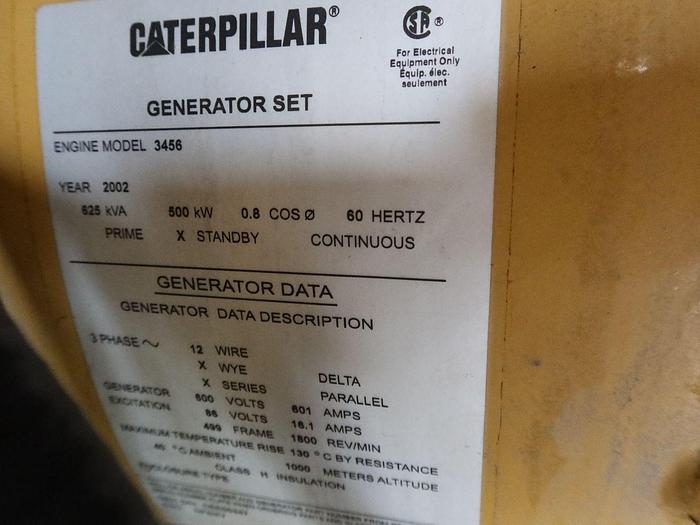 CATERPILLAR®
SA ®
For Electrical
Equipment Only
Équip. élec.
seulement
GENERATOR SET
ENGINE MODEL 3456
YEAR 2002
625 kVA 500 kW 0.8 COS Ø 60 HERTZ
PRIME X STANDBY CONTINUOUS
GENERATOR DATA
GENERATOR DATA DESCRIPTION
3 PHASE ~ 12 WIRE
X WYE DELTA
X SERIES PARALLEL
GENERATOR 600 VOLTS 601 AMPS
EXCITATION 86 VOLTS 16.1 AMPS
499 FRAME 1800 REV/MIN
MAXIMUM TEMPERATURE RISE 130 °C BY RESISTANCE
40 °C AMBIENT 1000 METERS ALTITUDE
CLASS H INSULATION
ENCLOSURE TYPE